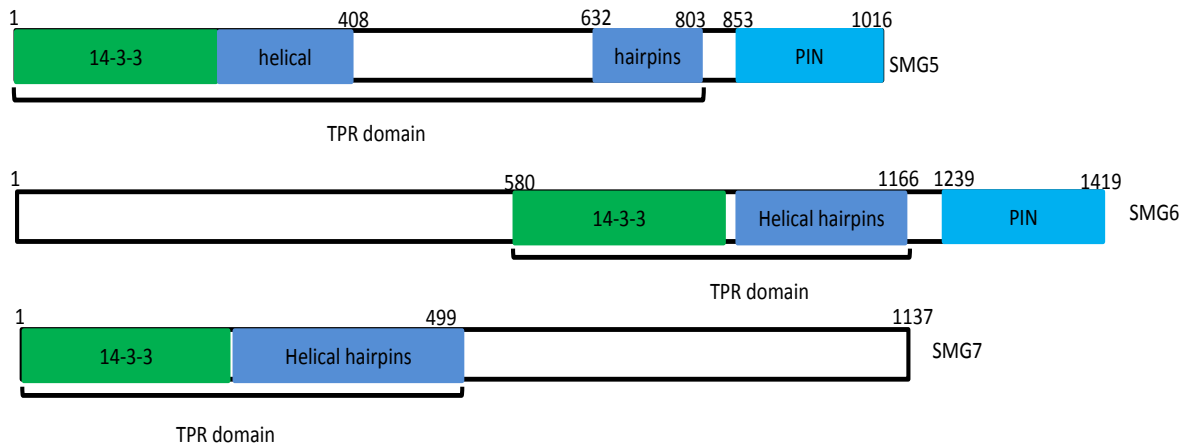 1 408 632 803 853 1016
14-3-3 helical hairpins PIN SMG5
TPR domain
1 580 1166 1239 1419
14-3-3 Helical hairpins PIN SMG6
TPR domain
1 499 1137
14-3-3 Helical hairpins SMG7
TPR domain